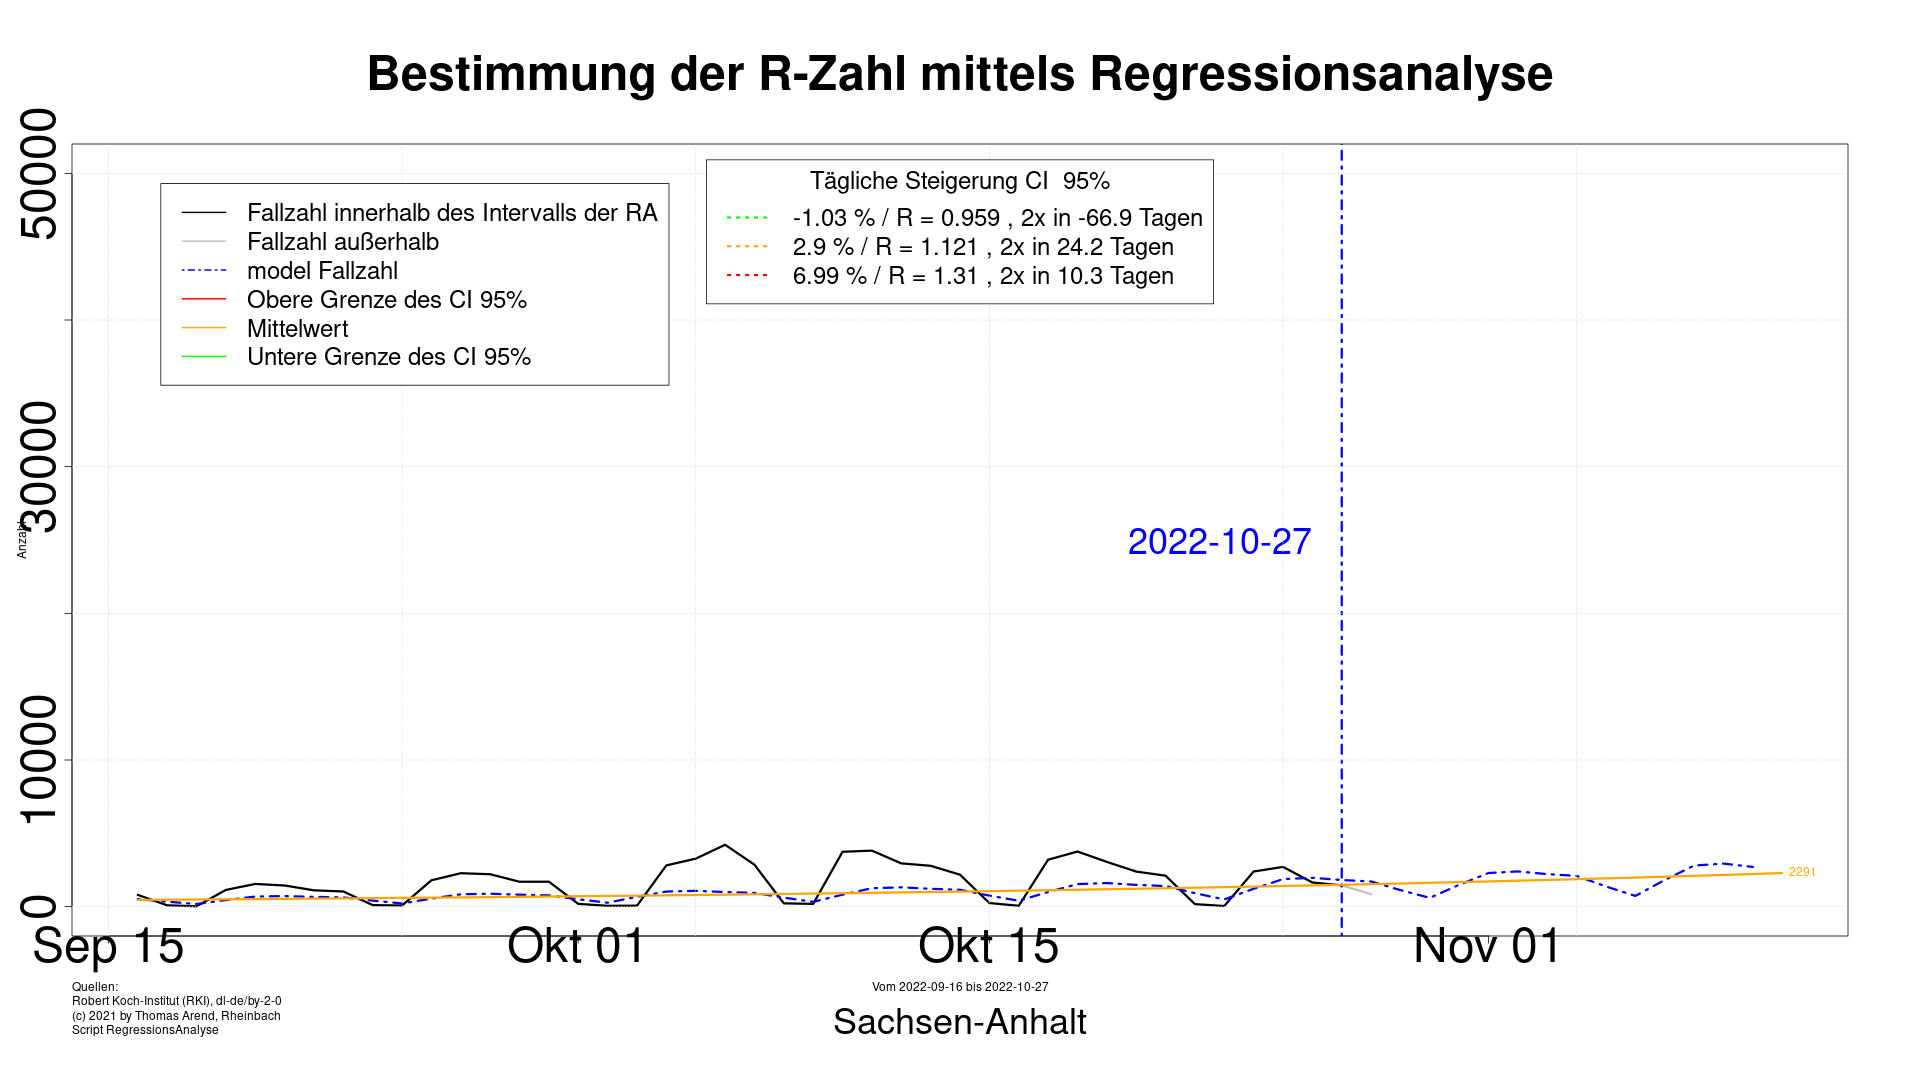 Bestimmung der R-Zahl mittels Regressionsanalyse
50000
30000
10000
0
Anzahl
Fallzahl innerhalb des Intervalls der RA
Fallzahl außerhalb
model Fallzahl
Obere Grenze des CI 95%
Mittelwert
Untere Grenze des CI 95%
Tägliche Steigerung CI 95%
-1.03 % / R = 0.959 , 2x in -66.9 Tagen
2.9 % / R = 1.121 , 2x in 24.2 Tagen
6.99 % / R = 1.31 , 2x in 10.3 Tagen
2022-10-27
2291
Sep 15
Okt 01
Okt 15
Nov 01
Quellen:
Robert Koch-Institut (RKI), dl-de/by-2-0
(c) 2021 by Thomas Arend, Rheinbach
Script RegressionsAnalyse
Vom 2022-09-16 bis 2022-10-27
Sachsen-Anhalt